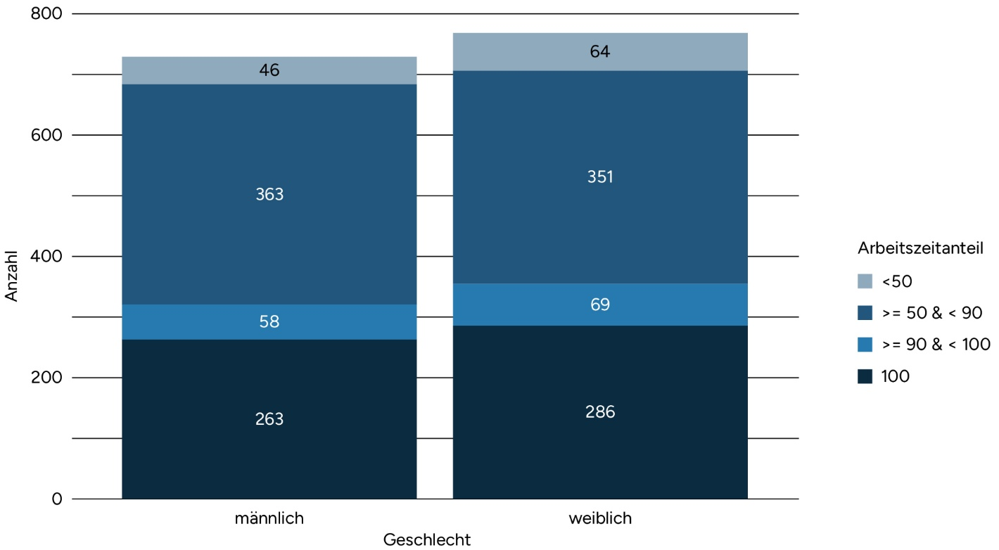 800
600
400
200
0
Anzahl
46
363
58
263
64
351
69
286
männlich
weiblich
Geschlecht
Arbeitszeitanteil
<50
>= 50 & < 90
>= 90 & < 100
100